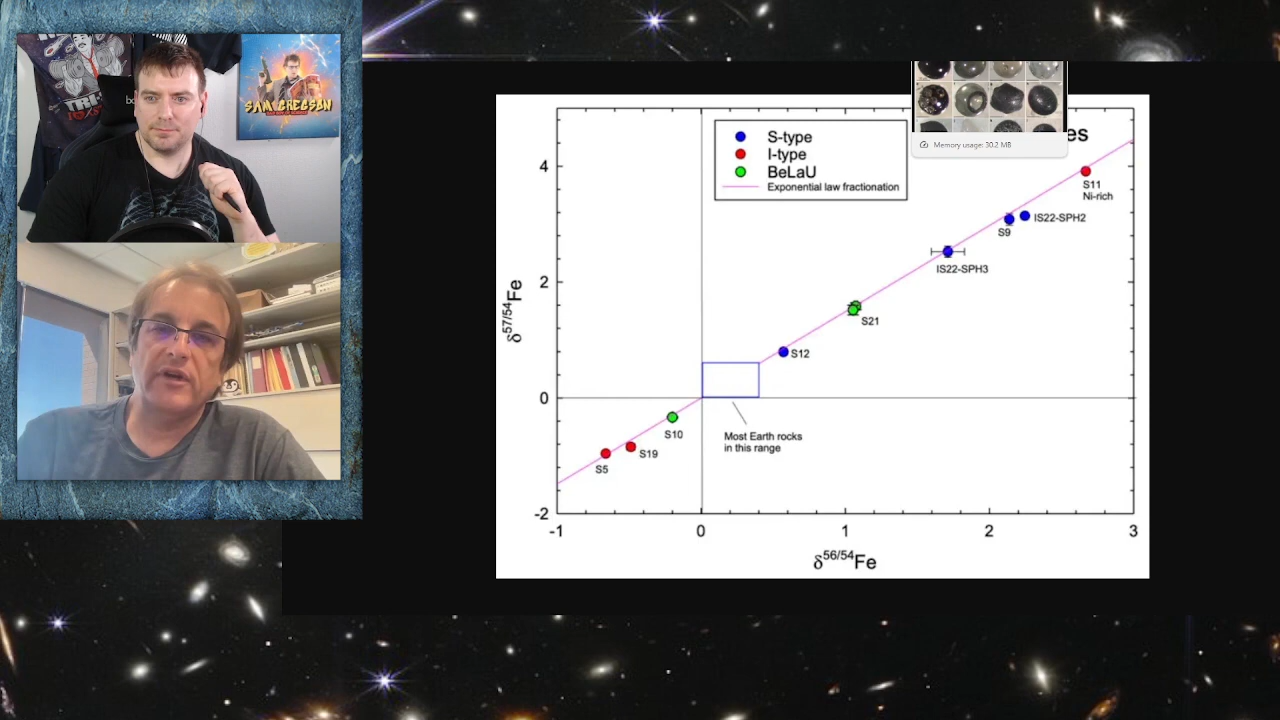 SAM GREGSON
es
Memory usage: 30.2 MB
S-type
I-type
BeLaU
Exponential law fractionation
S11
Ni-rich
IS22-SPH2
S9
IS22-SPH3
S21
S12
S10
S19
S5
Most Earth rocks
in this range
4
2
0
-2
-1
0
1
2
3
δ57/54Fe
δ56/54Fe